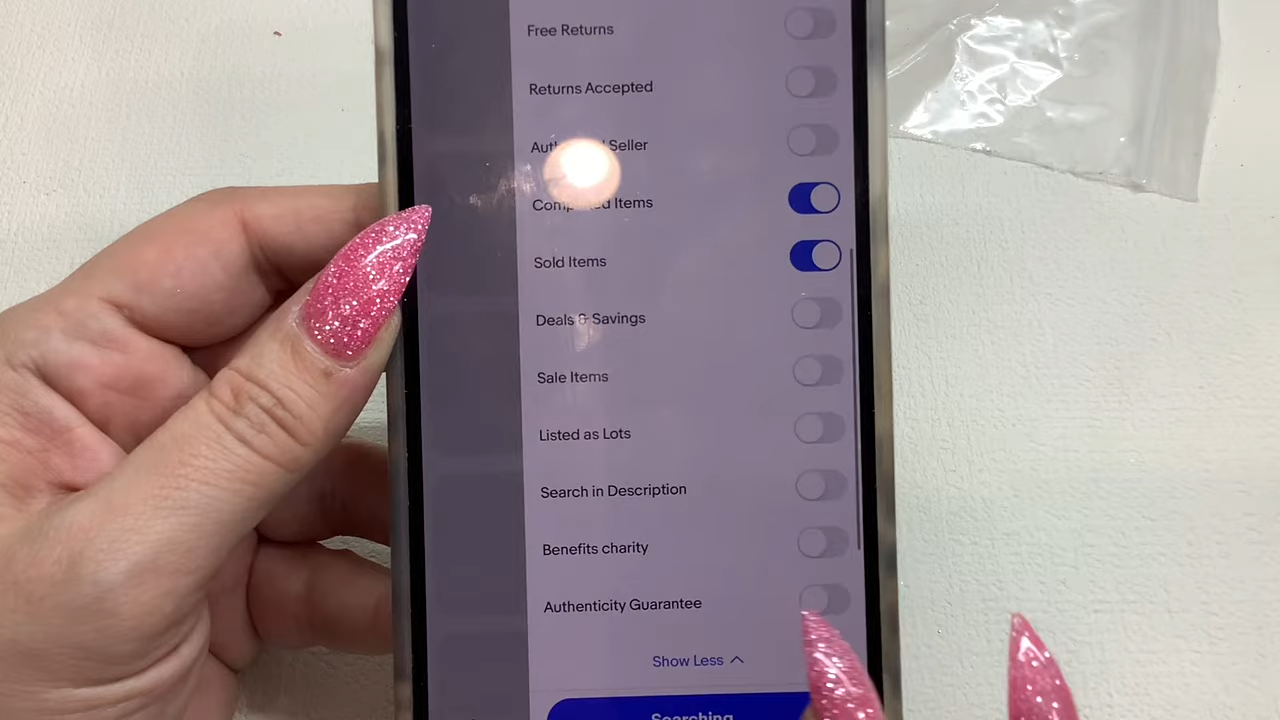 Free Returns
Returns Accepted
Seller
Items
Sold Items
Deals & Savings
Sale Items
Listed as Lots
Search in Description
Benefits charity
Authenticity Guarantee
Show Less
Searching